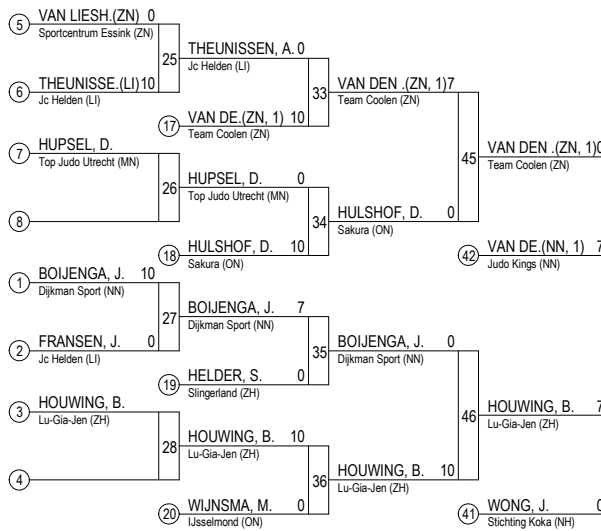 5 VAN LIESH.(ZN) 0
Sportcentrum Essink (ZN)
25
THEUNISSEN, A. 0
Jc Helden (LI)
6 THEUNISSE.(LI) 10
Jc Helden (LI)
33
VAN DEN .(ZN, 1) 7
Team Coolen (ZN)
17 VAN DE.(ZN, 1) 10
Team Coolen (ZN)
7 HUPSEL, D.
Top Judo Utrecht (MN)
45
VAN DEN .(ZN, 1) 0
Team Coolen (ZN)
26
HUPSEL, D. 0
Top Judo Utrecht (MN)
8
34
HULSHOF, D. 0
Sakura (ON)
18 HULSHOF, D. 10
Sakura (ON)
42 VAN DE.(NN, 1) 7
Judo Kings (NN)
1 BOIJENGA, J. 10
Dijkman Sport (NN)
27
BOIJENGA, J. 7
Dijkman Sport (NN)
2 FRANSEN, J. 0
Jc Helden (LI)
35
BOIJENGA, J. 0
Dijkman Sport (NN)
19 HELDER, S. 0
Slingerland (ZH)
3 HOUWING, B.
Lu-Gia-Jen (ZH)
46
HOUWING, B. 7
Lu-Gia-Jen (ZH)
28
HOUWING, B. 10
Lu-Gia-Jen (ZH)
4
36
HOUWING, B. 10
Lu-Gia-Jen (ZH)
20 WIJNSMA, M. 0
IJsselmond (ON)
41 WONG, J. 0
Stichting Koka (NH)